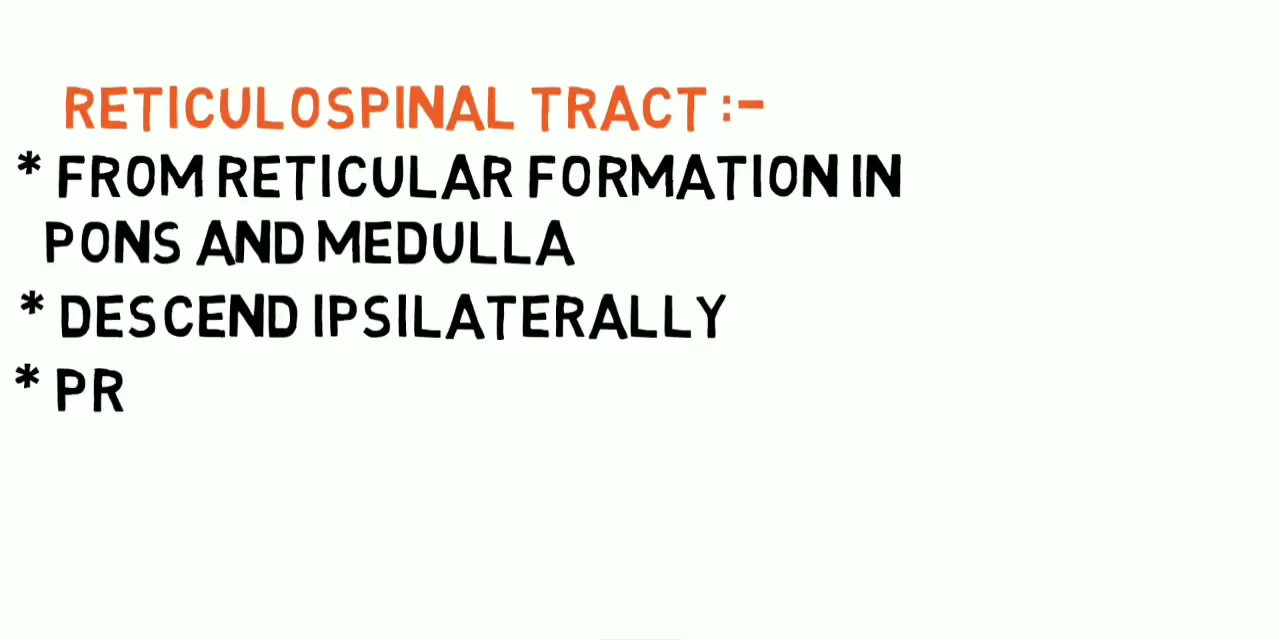 RETICULOSPINAL TRACT :-
* FROM RETICULAR FORMATION IN
PONS AND MEDULLA
* DESCEND IPSILATERALLY
* PR